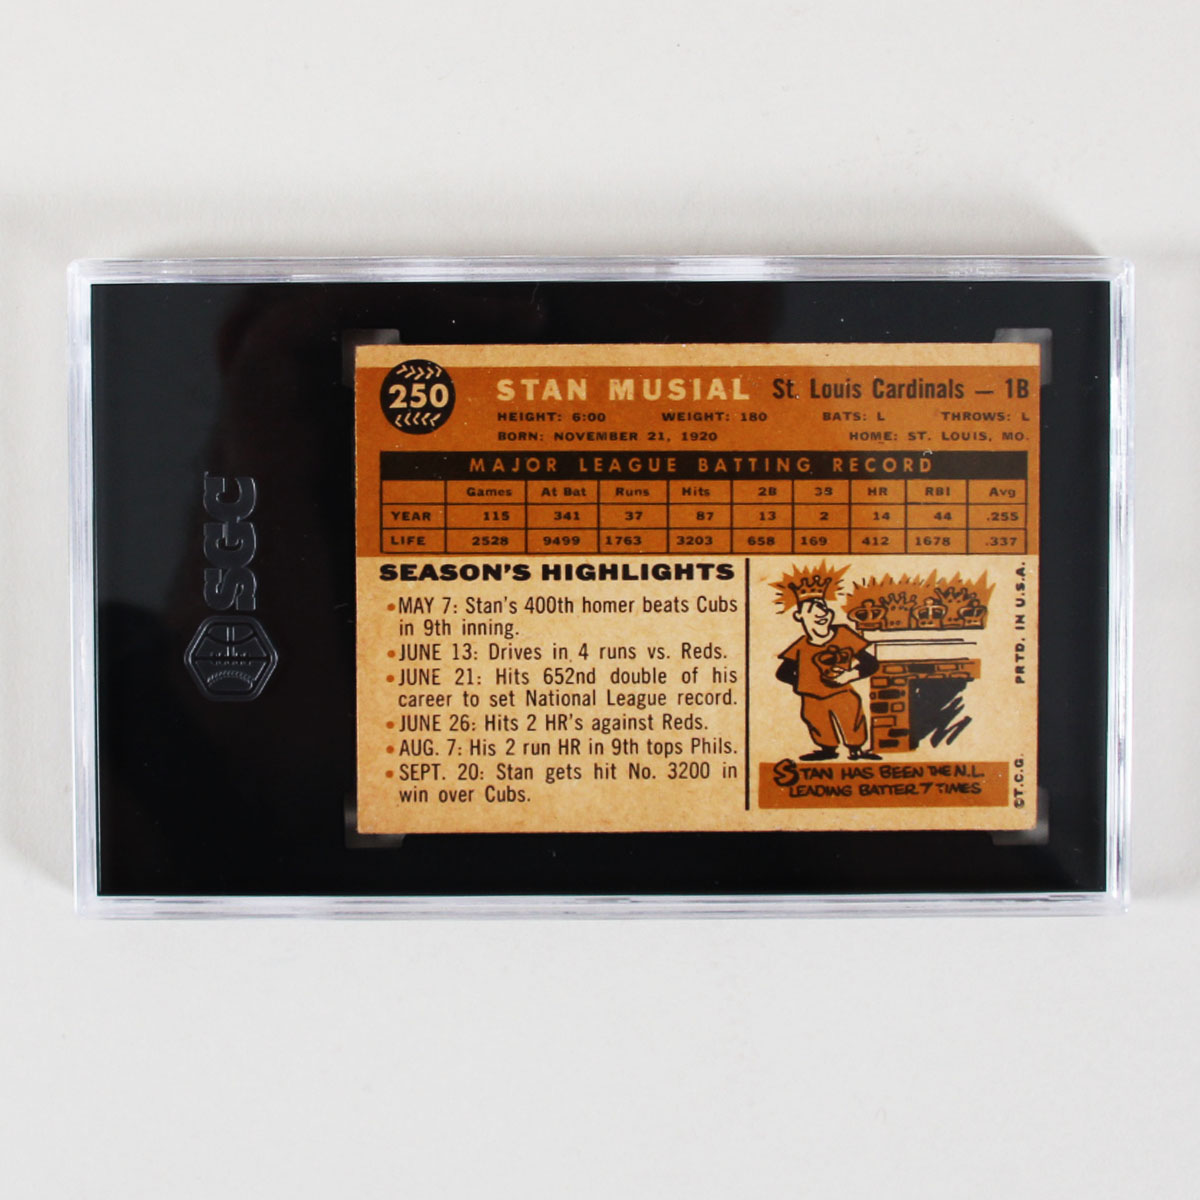 SGC
250
STAN MUSIAL St. Louis Cardinals — 1B
HEIGHT: 6:00 WEIGHT: 180 BATS: L THROWS: L
BORN: NOVEMBER 21, 1920 HOME: ST. LOUIS, MO.
MAJOR LEAGUE BATTING RECORD
Games At Bat Runs Hits 2B 3B HR RBI Avg
YEAR 115 341 37 87 13 2 14 44 .255
LIFE 2528 9499 1763 3203 658 169 412 1678 .337
SEASON'S HIGHLIGHTS
• MAY 7: Stan's 400th homer beats Cubs
in 9th inning.
• JUNE 13: Drives in 4 runs vs. Reds.
• JUNE 21: Hits 652nd double of his
career to set National League record.
• JUNE 26: Hits 2 HR's against Reds.
• AUG. 7: His 2 run HR in 9th tops Phils.
• SEPT. 20: Stan gets hit No. 3200 in
win over Cubs.
STAN HAS BEEN THE N.L.
LEADING BATTER 7 TIMES
©T.C.G. PRTD. IN U.S.A.